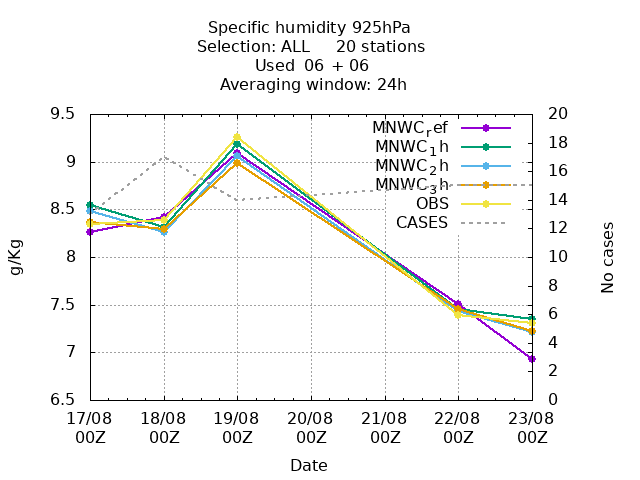 Specific humidity 925hPa
Selection: ALL     20 stations
Used  06 + 06
Averaging window: 24h
g/Kg
9.5
9
8.5
8
7.5
7
6.5
MNWC_ref
MNWC_1h
MNWC_2h
MNWC_3h
OBS
CASES
20
18
16
14
12
10
8
6
4
2
0
No cases
17/08 18/08 19/08 20/08 21/08 22/08 23/08
00Z 00Z 00Z 00Z 00Z 00Z 00Z
Date